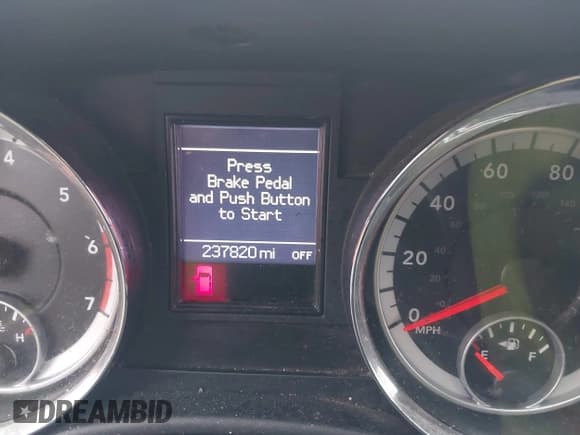 4
5
6
7
H
Press
Brake Pedal
and Push Button
to Start
237820 mi OFF
0
20
40
60
80
MPH
E F
DREAMBID